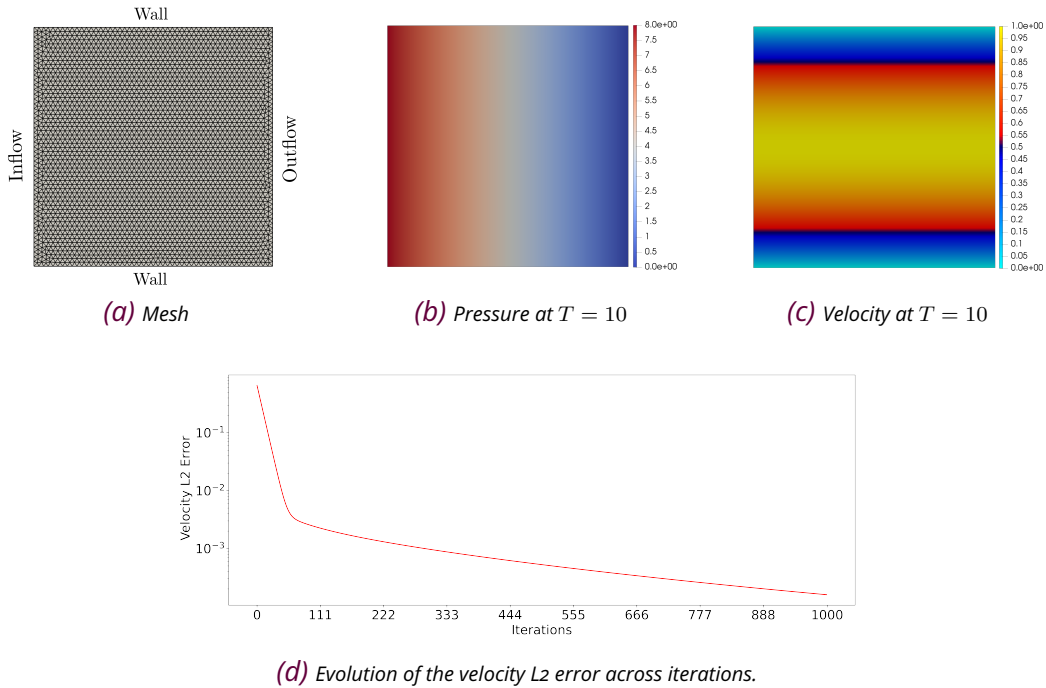 Wall
Inflow
Outflow
Wall
(a) Mesh
8.0e+00
7.5
7
6.5
6
5.5
5
4.5
4
3.5
3
2.5
2
1.5
1
0.5
0.0e+00
(b) Pressure at T = 10
1.0e+00
0.95
0.9
0.85
0.8
0.75
0.7
0.65
0.6
0.55
0.5
0.45
0.4
0.35
0.3
0.25
0.2
0.15
0.1
0.05
0.0e+00
(c) Velocity at T = 10
Velocity L2 Error
10⁻¹
10⁻²
10⁻³
0 111 222 333 444 555 666 777 888 1000
Iterations
(d) Evolution of the velocity L2 error across iterations.